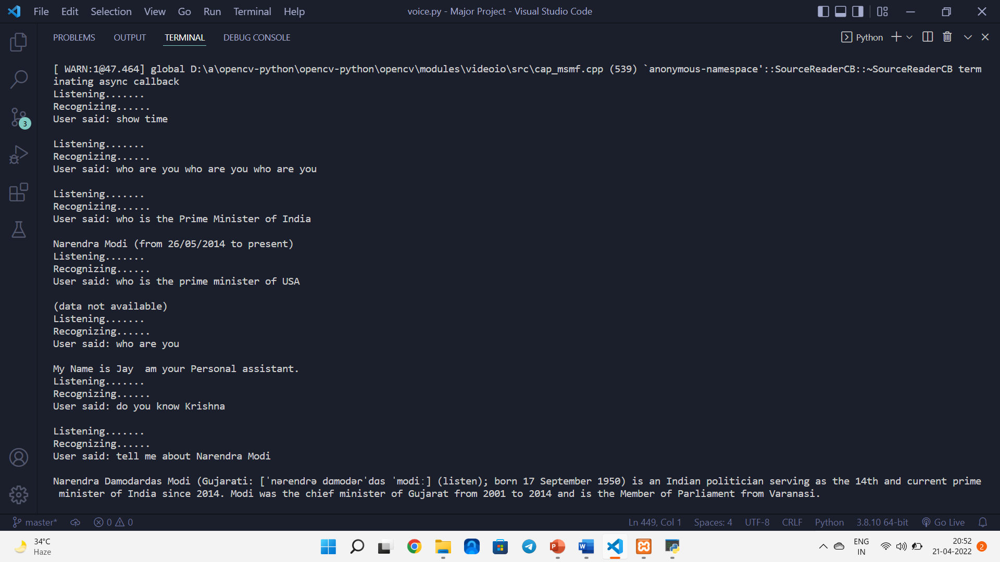 File Edit Selection View Go Run Terminal Help voice.py - Major Project - Visual Studio Code
PROBLEMS OUTPUT TERMINAL DEBUG CONSOLE Python
[ WARN:1@47.464] global D:\a\opencv-python\opencv-python\opencv\modules\videoio\src\cap_msmf.cpp (539) `anonymous-namespace'::SourceReaderCB::~SourceReaderCB term
inating async callback
Listening.......
Recognizing......
User said: show time
Listening.......
Recognizing......
User said: who are you who are you who are you
Listening.......
Recognizing......
User said: who is the Prime Minister of India
Narendra Modi (from 26/05/2014 to present)
Listening.......
Recognizing......
User said: who is the prime minister of USA
(data not available)
Listening.......
Recognizing......
User said: who are you
My Name is Jay  am your Personal assistant.
Listening.......
Recognizing......
User said: do you know Krishna
Listening.......
Recognizing......
User said: tell me about Narendra Modi
Narendra Damodardas Modi (Gujarati: [ˈnərendrə dɑmodərˈdɑs ˈmodiː] (listen); born 17 September 1950) is an Indian politician serving as the 14th and current prime
minister of India since 2014. Modi was the chief minister of Gujarat from 2001 to 2014 and is the Member of Parliament from Varanasi.
3
master* 0 0 Ln 449, Col 1 Spaces: 4 UTF-8 CRLF Python 3.8.10 64-bit Go Live
34°C
Haze
P
W
ENG
IN
20:52
21-04-2022
2